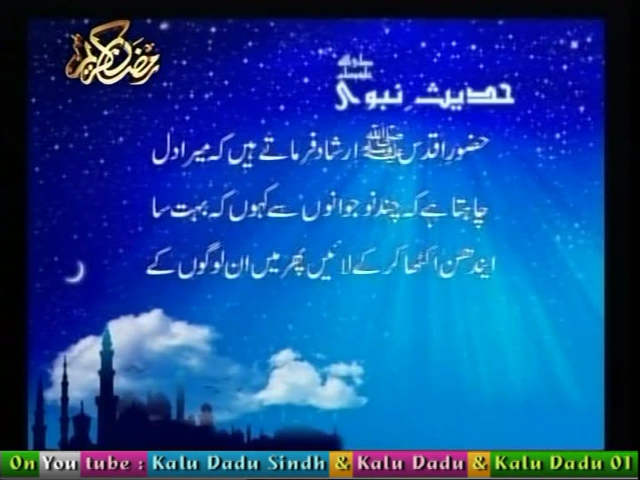 رمضان كريم
حدیثِ نبوی ﷺ
حضور اقدس ﷺ ارشاد فرماتے ہیں کہ میرا دل
چاہتا ہے کہ چند نوجوانوں سے کہوں کہ بہت سا
ایندھن اکٹھا کر کے لائیں پھر میں ان لوگوں کے
On You tube : Kalu Dadu Sindh & Kalu Dadu & Kalu Dadu 01